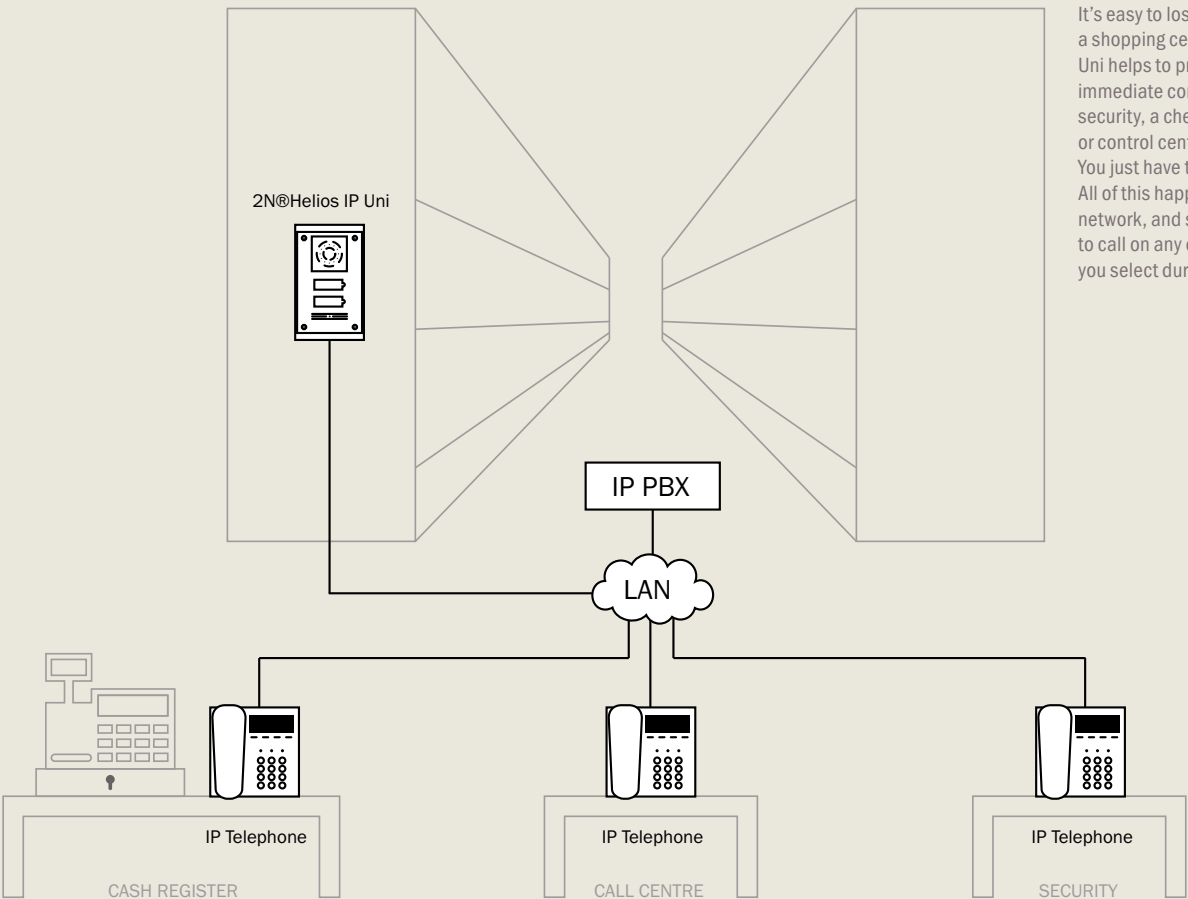 It's easy to los
a shopping ce
Uni helps to pr
immediate co
security, a che
or control cent
You just have t
All of this happ
network, and s
to call on any
you select dur
2N®Helios IP Uni
IP PBX
LAN
IP Telephone
IP Telephone
IP Telephone
CASH REGISTER
CALL CENTRE
SECURITY